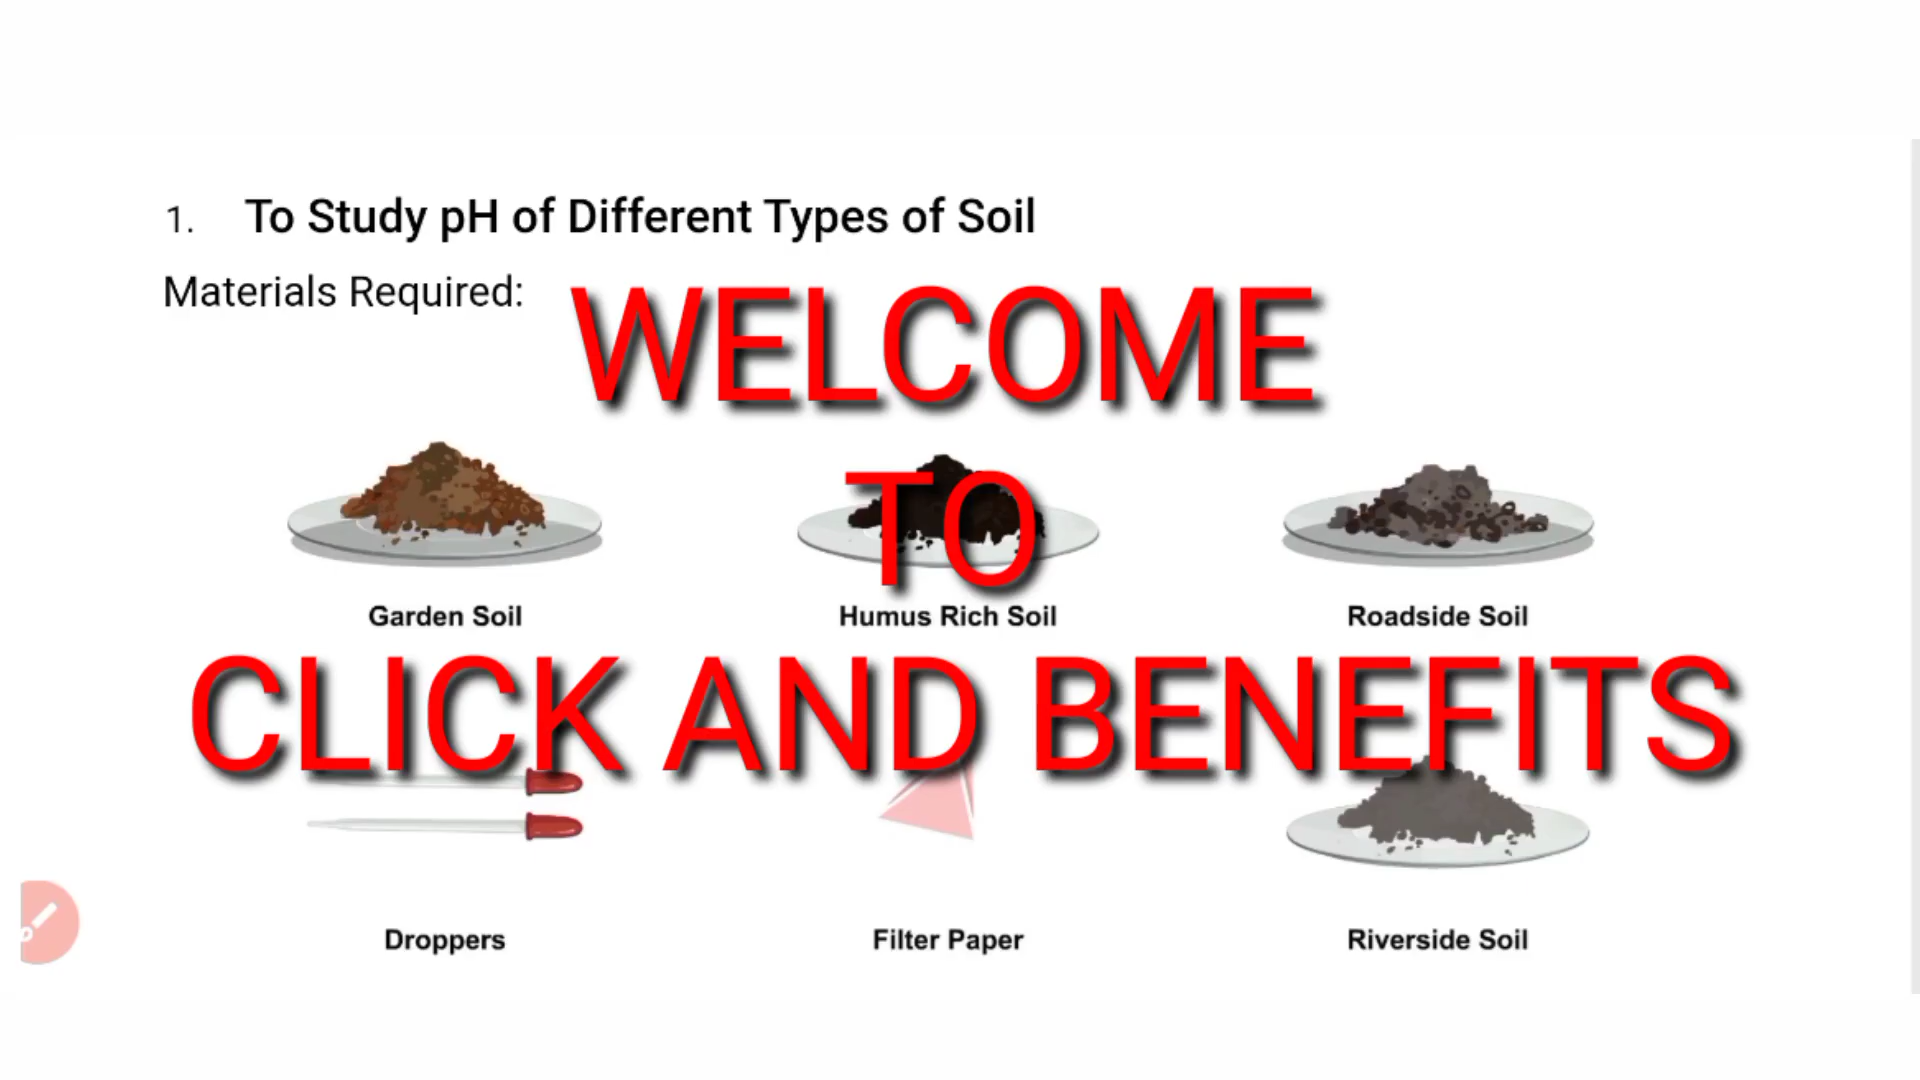 1. To Study pH of Different Types of Soil
Materials Required:
WELCOME
TO
Garden Soil
Humus Rich Soil
Roadside Soil
CLICK AND BENEFITS
Droppers
Filter Paper
Riverside Soil